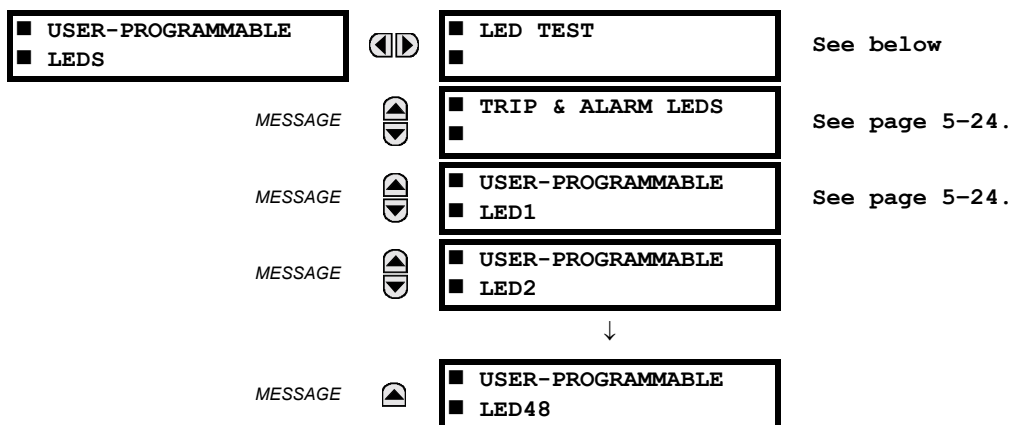 ■ USER-PROGRAMMABLE
■ LEDS
■ LED TEST
■
See below
MESSAGE
■ TRIP & ALARM LEDS
■
See page 5–24.
MESSAGE
■ USER-PROGRAMMABLE
■ LED1
See page 5–24.
MESSAGE
■ USER-PROGRAMMABLE
■ LED2
↓
MESSAGE
■ USER-PROGRAMMABLE
■ LED48